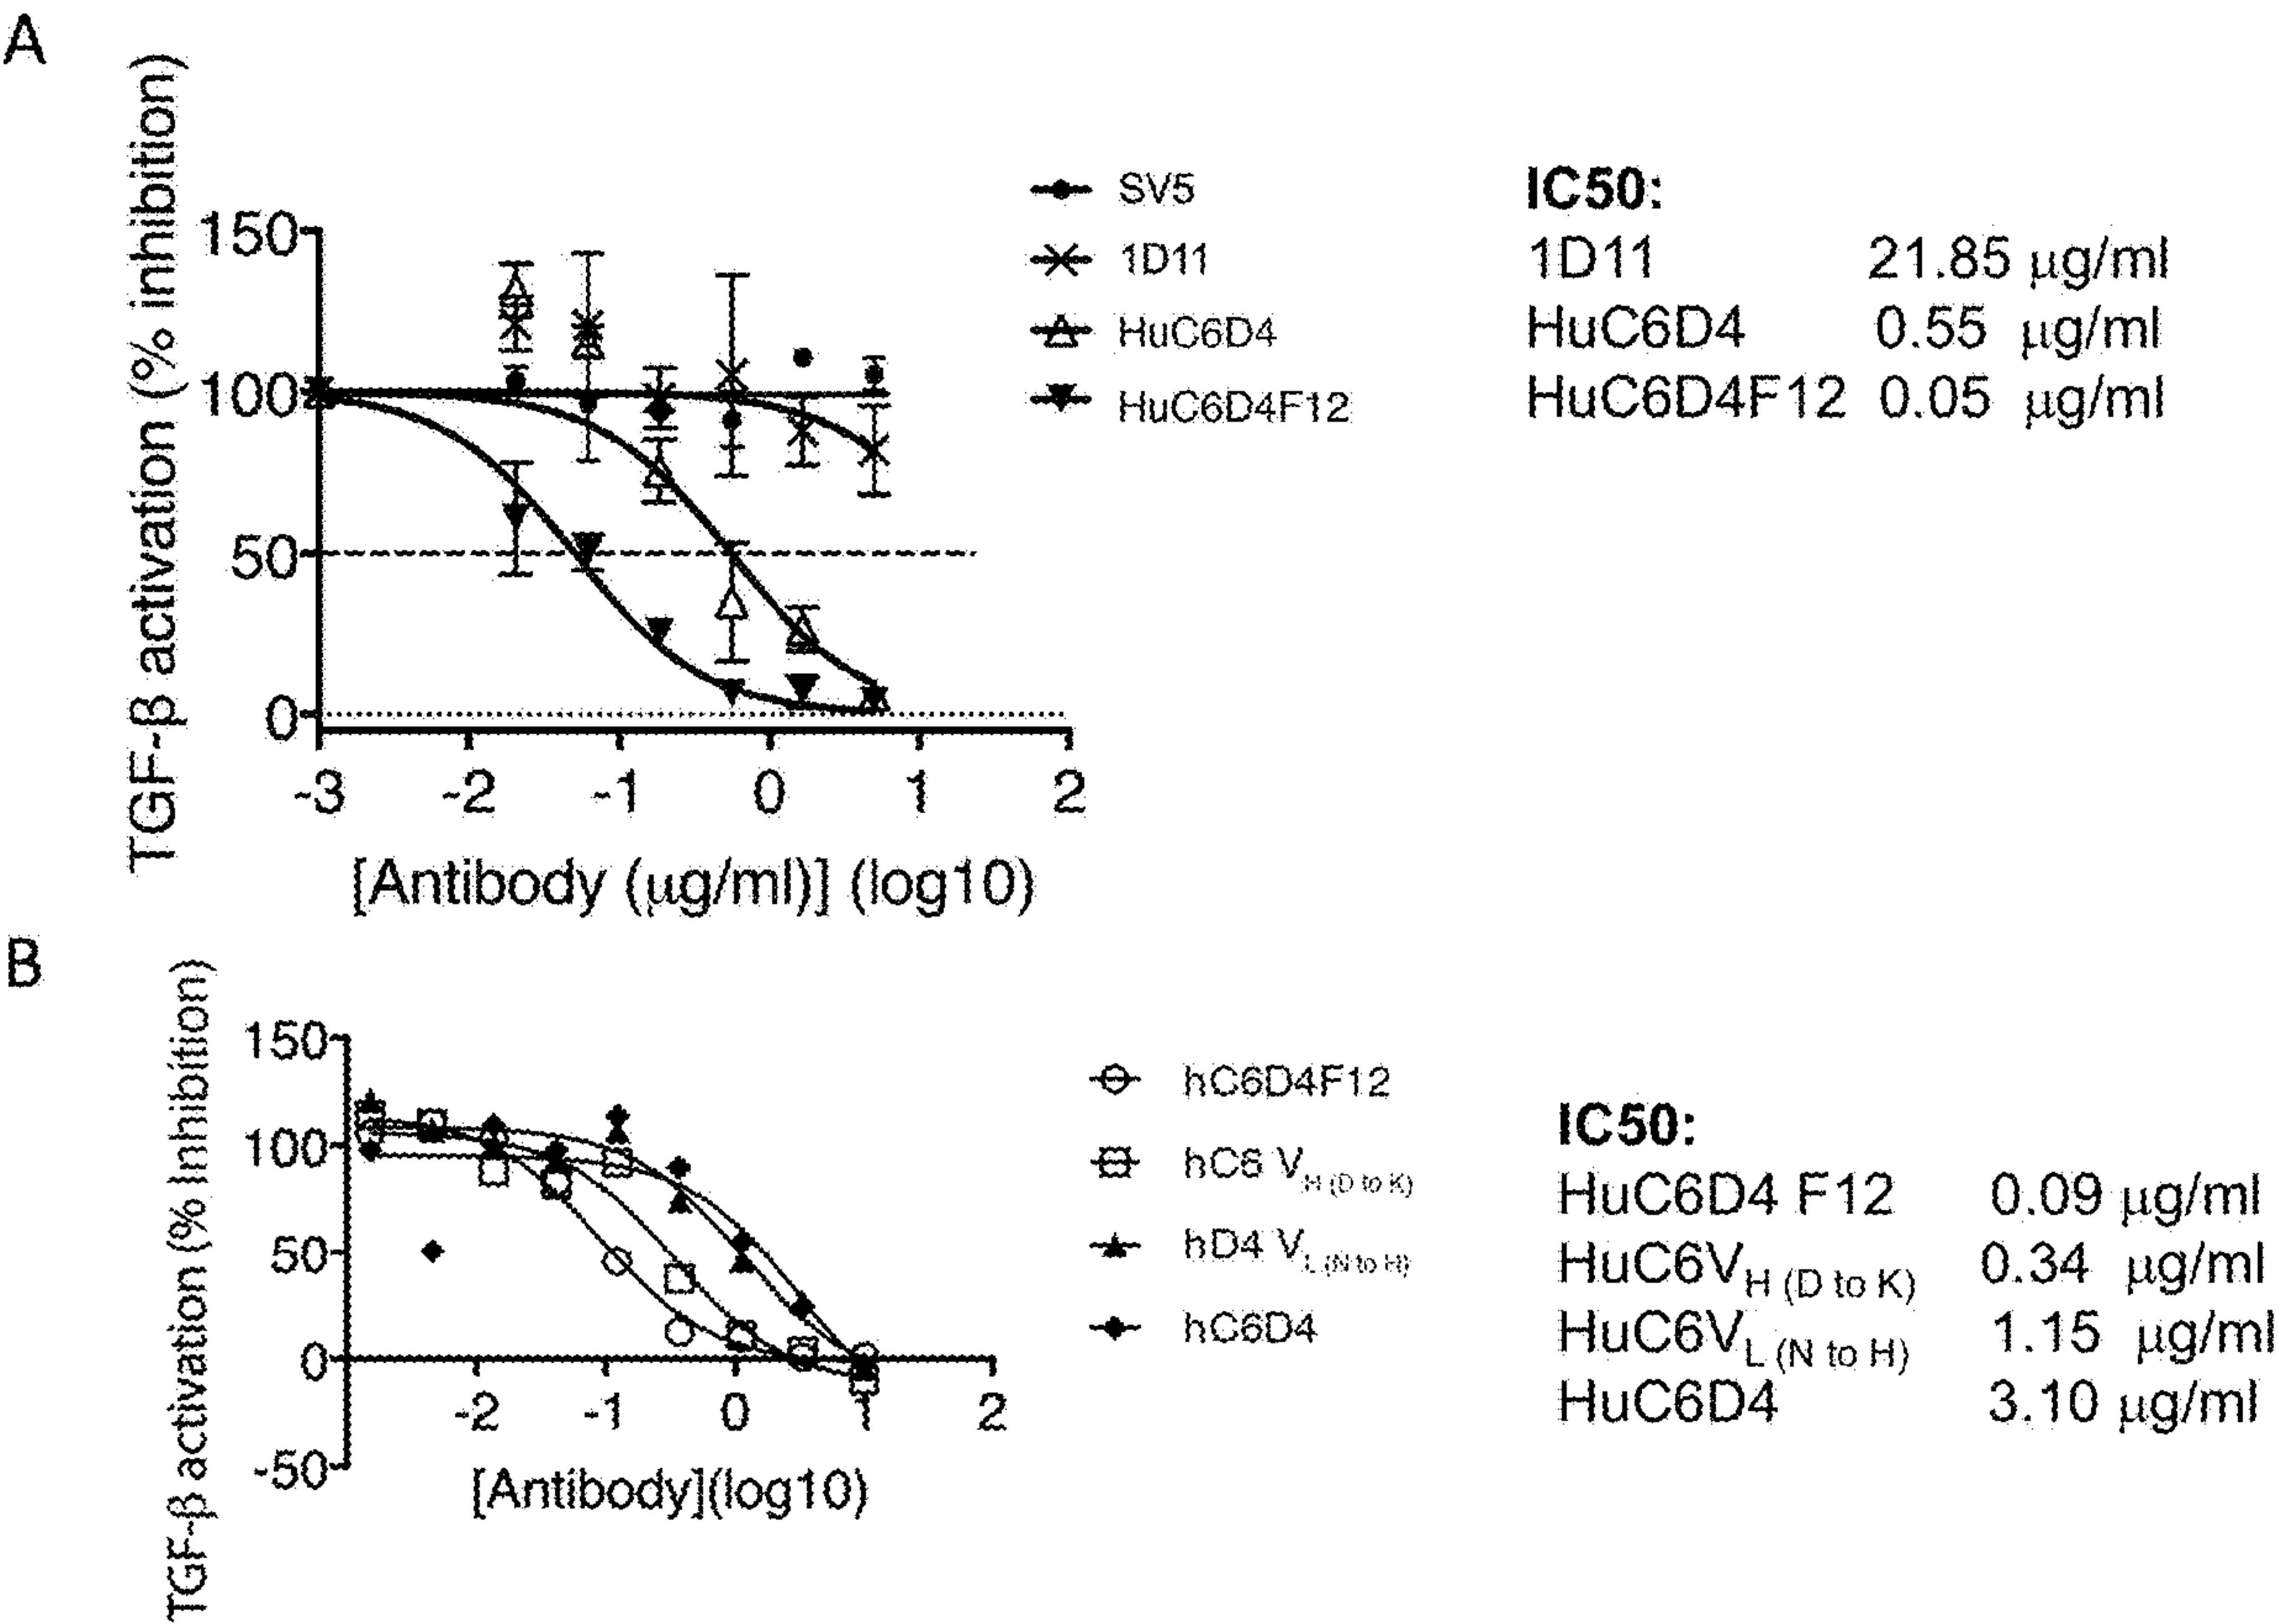 A
TGF-β activation (% inhibition)
150
100
50
0
-3 -2 -1 0 1 2
[Antibody (μg/ml)] (log10)
SV5
1D11
HuC6D4
HuC6D4F12
IC50:
1D11 21.85 μg/ml
HuC6D4 0.55 μg/ml
HuC6D4F12 0.05 μg/ml
B
TGF-β activation (% Inhibition)
150
100
50
0
-50
-2 -1 0 1 2
[Antibody](log10)
hC6D4F12
hC6 VH (D to K)
hD4 VL (N to H)
hC6D4
IC50:
HuC6D4 F12 0.09 μg/ml
HuC6VH (D to K) 0.34 μg/ml
HuC6VL (N to H) 1.15 μg/ml
HuC6D4 3.10 μg/ml